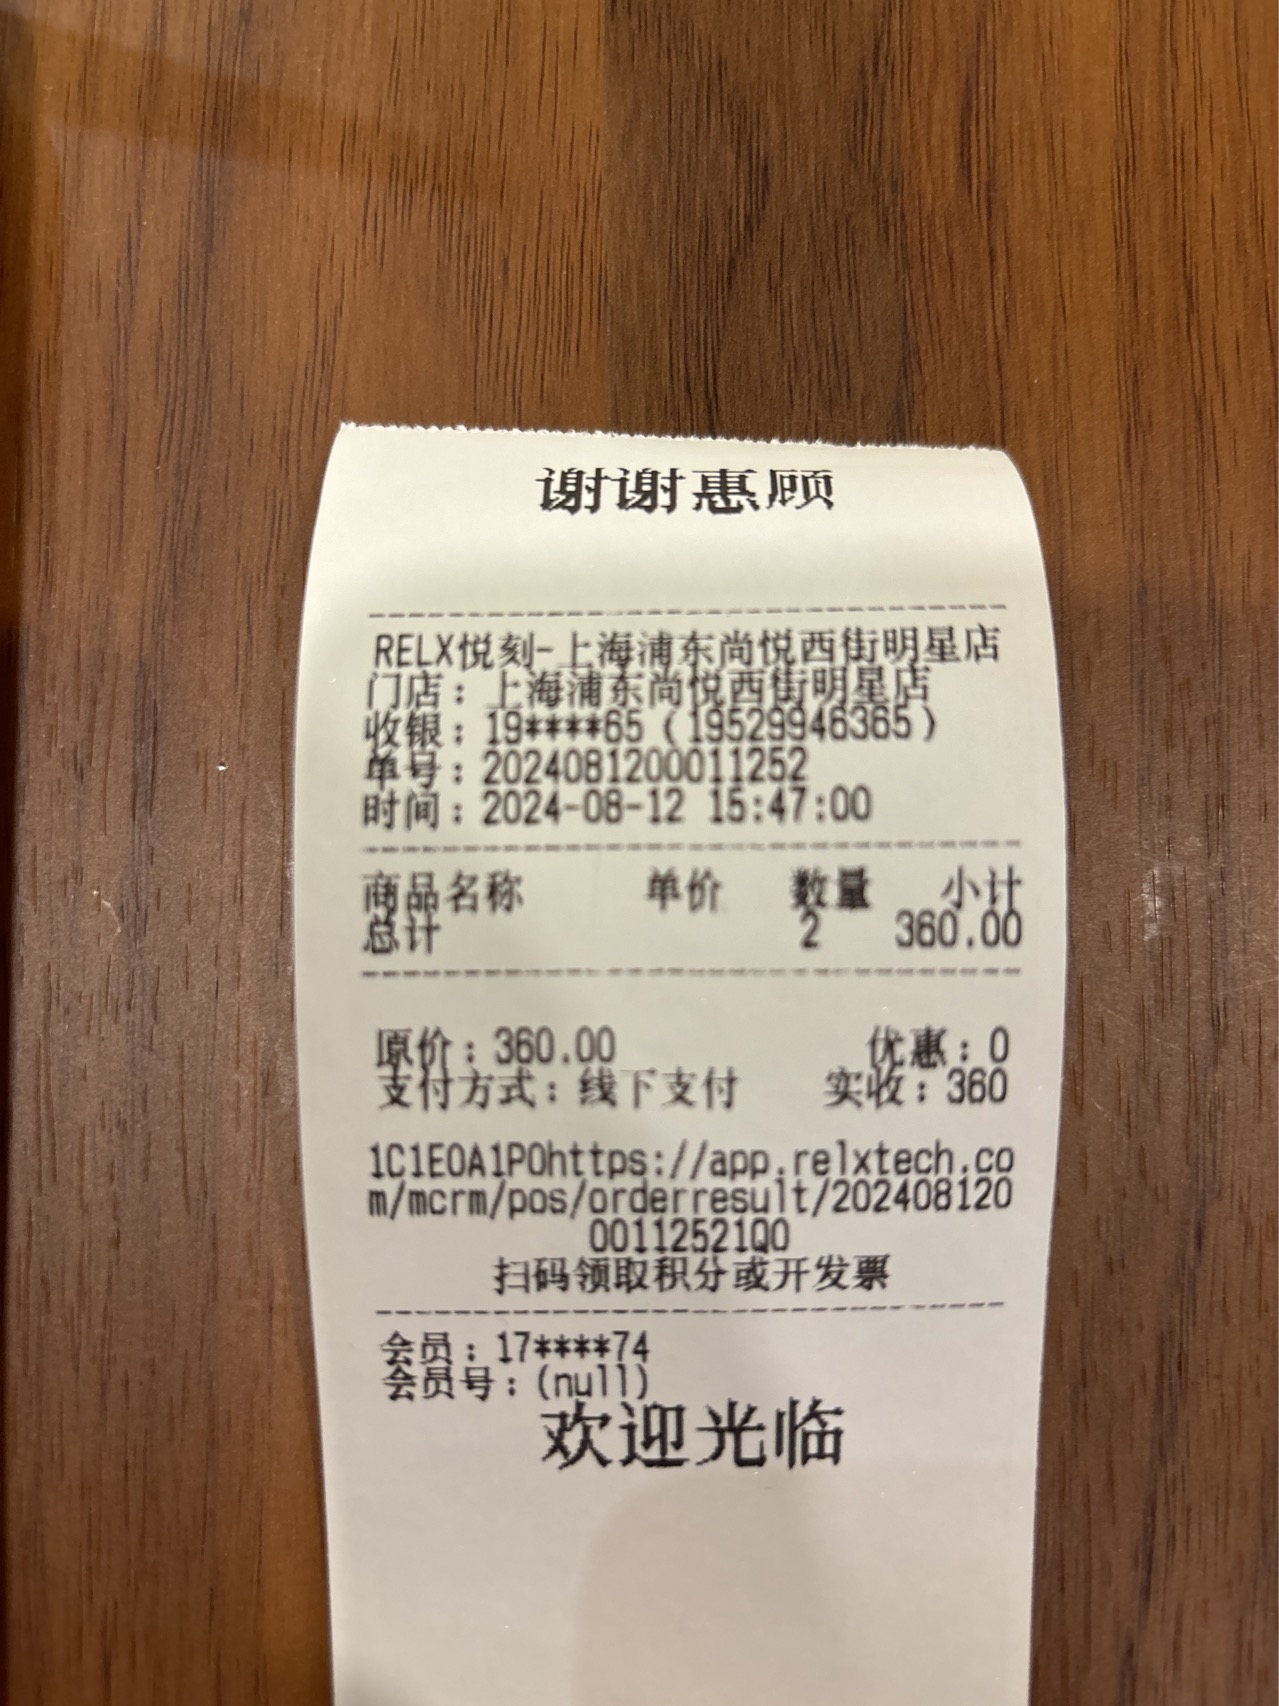 谢谢惠顾
RELX悦刻-上海浦东尚悦西街明星店
门店：上海浦东尚悦西街明星店
收银：19****65（19529946365）
单号：2024081200011252
时间：2024-08-12 15:47:00
商品名称 单价 数量 小计
总计 2 360.00
原价：360.00 优惠：0
支付方式：线下支付 实收：360
1C1E0A1P0https://app.relxtech.co
m/mcrm/pos/orderresult/202408120
00112521Q0
扫码领取积分或开发票
会员：17****74
会员号：(null)
欢迎光临